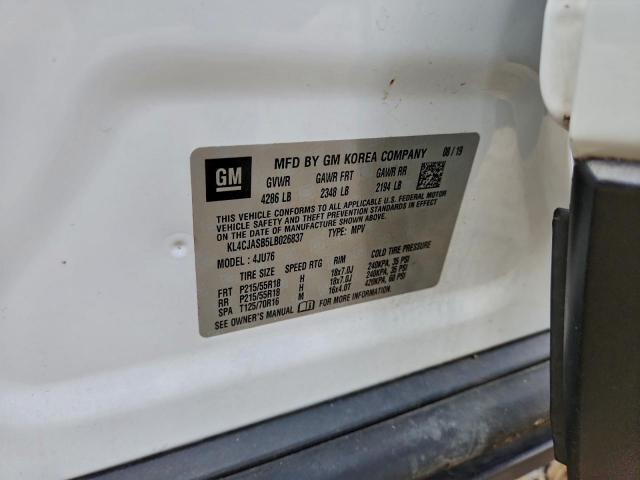 GM MFD BY GM KOREA COMPANY 08 / 19
GVWR GAWR FRT GAWR RR
4286 LB 2348 LB 2194 LB
THIS VEHICLE CONFORMS TO ALL APPLICABLE U.S. FEDERAL MOTOR
VEHICLE SAFETY AND THEFT PREVENTION STANDARDS IN EFFECT
ON THE DATE OF MANUFACTURE SHOWN ABOVE.
KL4CJASB5LB026837 TYPE: MPV
MODEL : 4JU76
TIRE SIZE SPEED RTG RIM
FRT P215/55R18 H 18x7.0J 240KPA, 35 PSI
RR P215/55R18 H 18x7.0J 240KPA, 35 PSI
SPA T125/70R16 M 16x4.0T 420KPA, 60 PSI
SEE OWNER'S MANUAL FOR MORE INFORMATION.